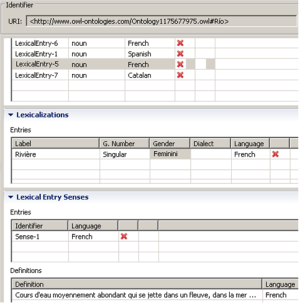 Identifier
URI: <http://www.owl-ontologies.com/Ontology1175677975.owl#Río>
LexicalEntry-6 noun French
LexicalEntry-1 noun Spanish
LexicalEntry-5 noun French
LexicalEntry-7 noun Catalan
Lexicalizations
Entries
Label G. Number Gender Dialect Language
Rivière Singular Feminini French
Lexical Entry Senses
Entries
Identifier Language
Sense-1 French
Definitions
Definition Language
Cours d'eau moyennement abondant qui se jette dans un fleuve, dans la mer ... French